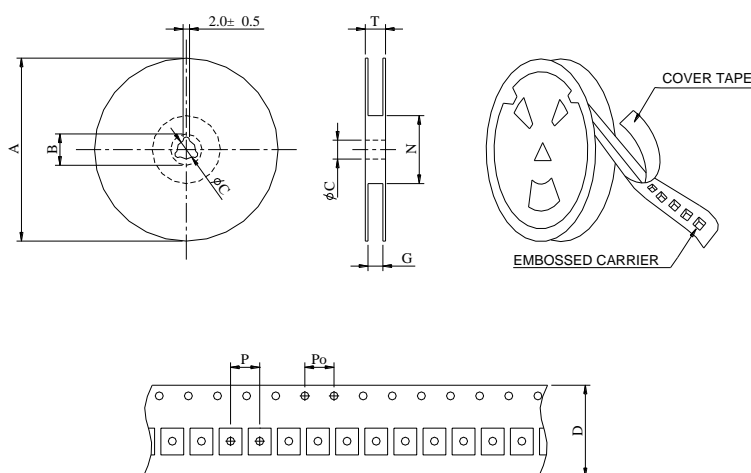 2.0± 0.5
T
A
B
ϕC
ϕC
N
G
COVER TAPE
EMBOSSED CARRIER
P
Po
D